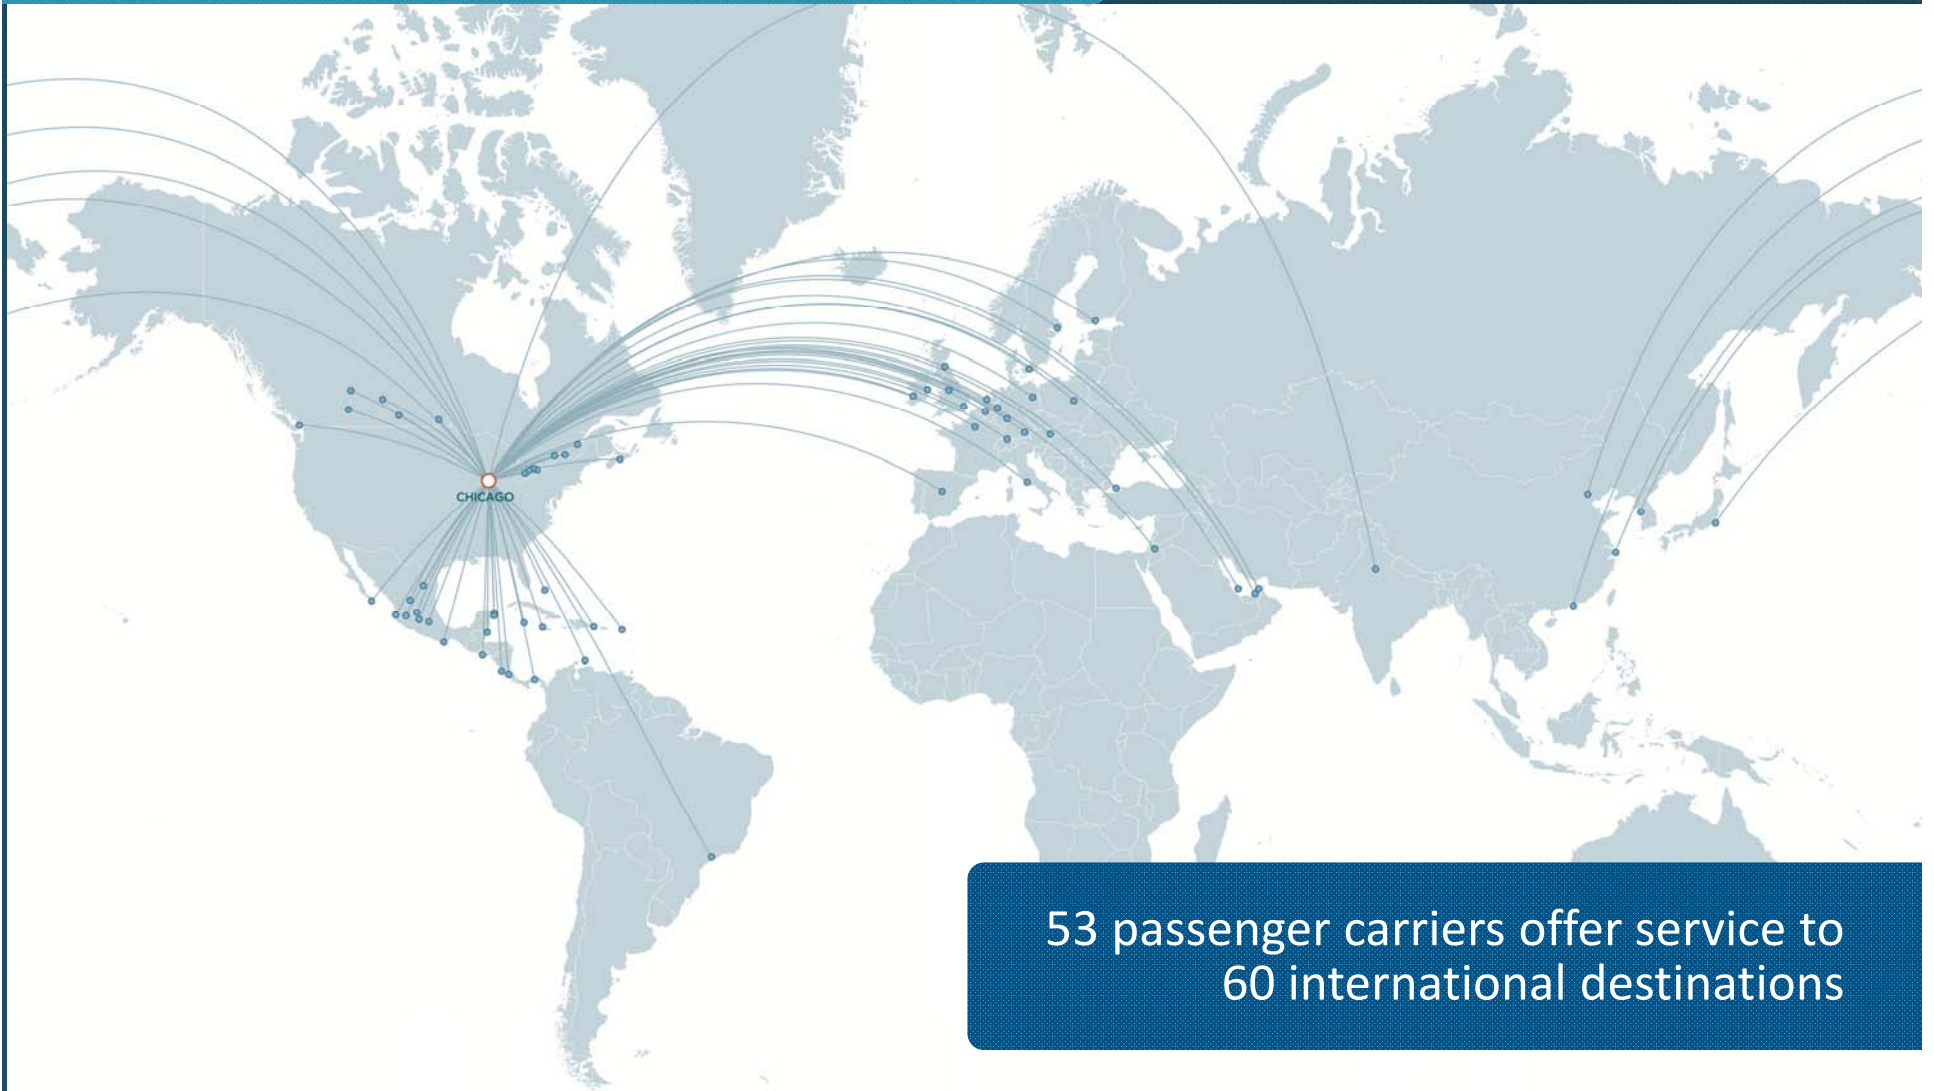 CHICAGO
53 passenger carriers offer service to
60 international destinations